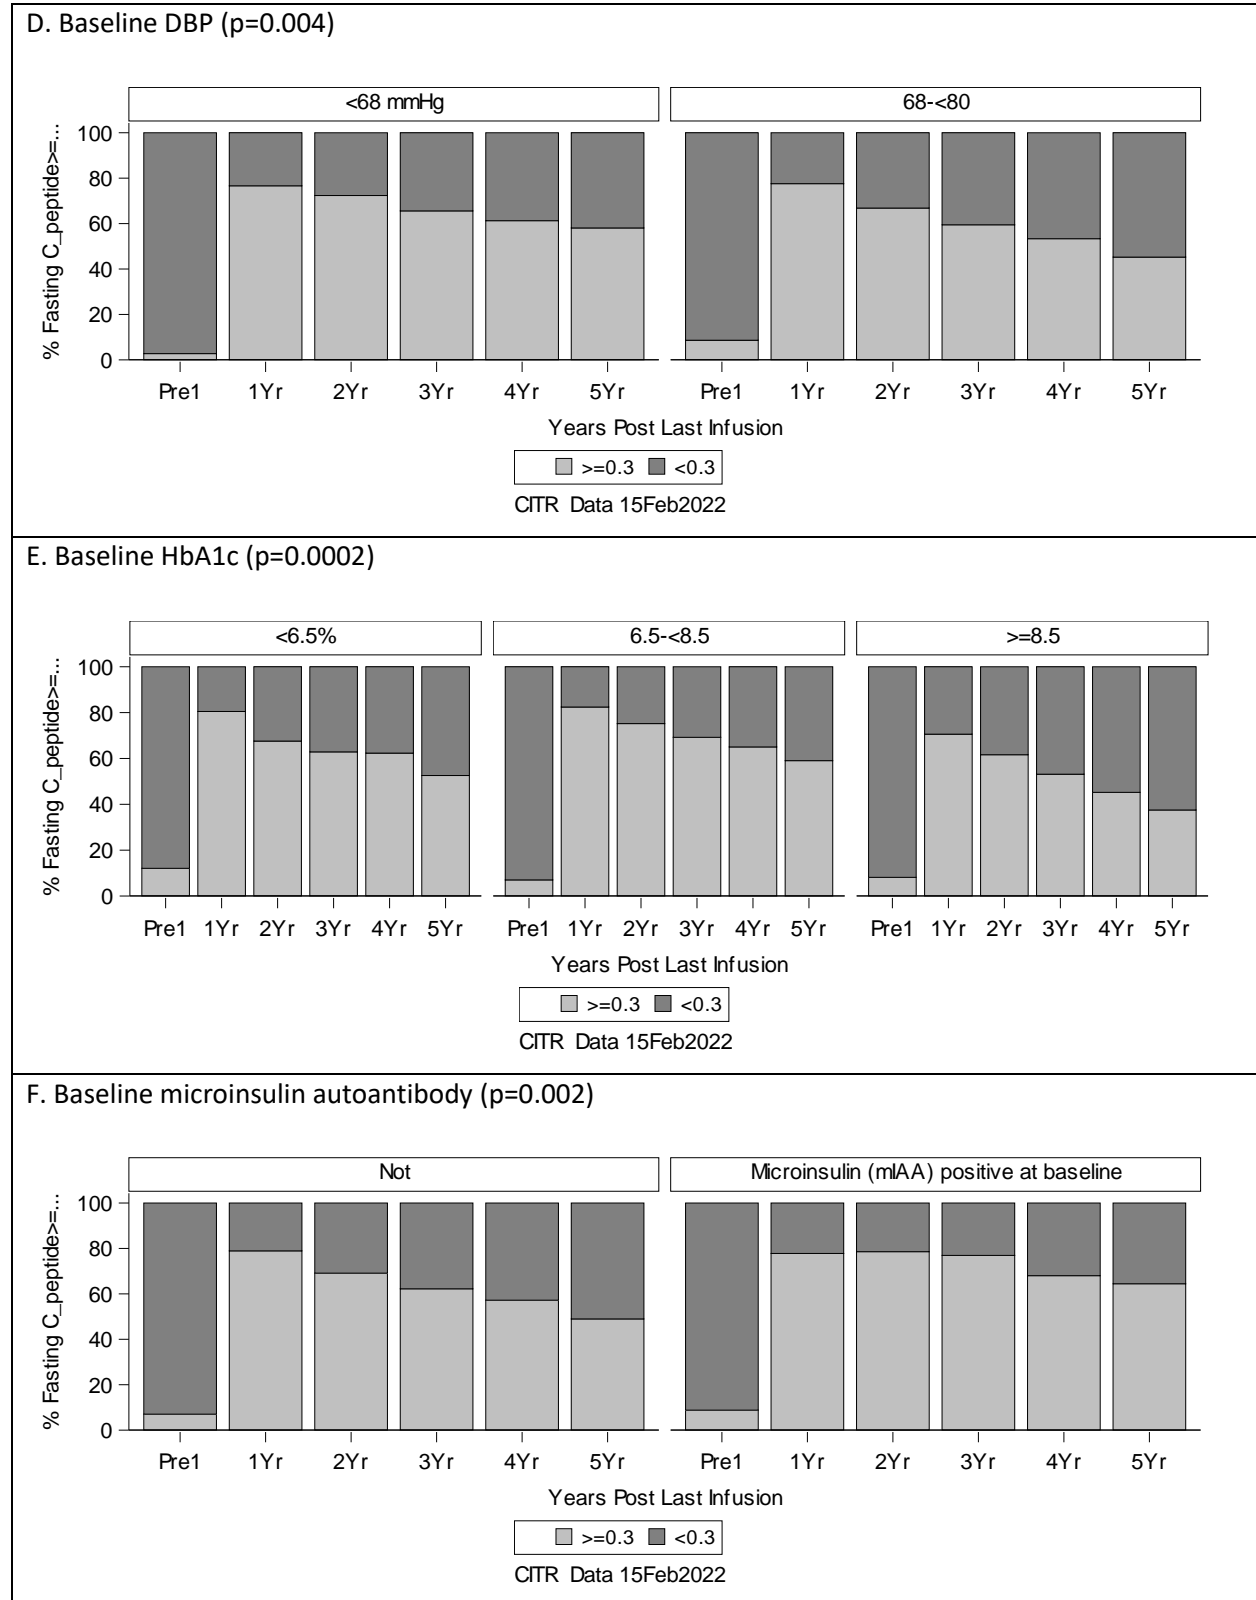 D. Baseline DBP (p=0.004)
<68 mmHg 68-<80
% Fasting C_peptide>=...
100
80
60
40
20
0
Pre1 1Yr 2Yr 3Yr 4Yr 5Yr Pre1 1Yr 2Yr 3Yr 4Yr 5Yr
Years Post Last Infusion
>=0.3 <0.3
CITR Data 15Feb2022
E. Baseline HbA1c (p=0.0002)
<6.5% 6.5-<8.5 >=8.5
% Fasting C_peptide>=...
100
80
60
40
20
0
Pre1 1Yr 2Yr 3Yr 4Yr 5Yr Pre1 1Yr 2Yr 3Yr 4Yr 5Yr Pre1 1Yr 2Yr 3Yr 4Yr 5Yr
Years Post Last Infusion
>=0.3 <0.3
CITR Data 15Feb2022
F. Baseline microinsulin autoantibody (p=0.002)
Not Microinsulin (mIAA) positive at baseline
% Fasting C_peptide>=...
100
80
60
40
20
0
Pre1 1Yr 2Yr 3Yr 4Yr 5Yr Pre1 1Yr 2Yr 3Yr 4Yr 5Yr
Years Post Last Infusion
>=0.3 <0.3
CITR Data 15Feb2022